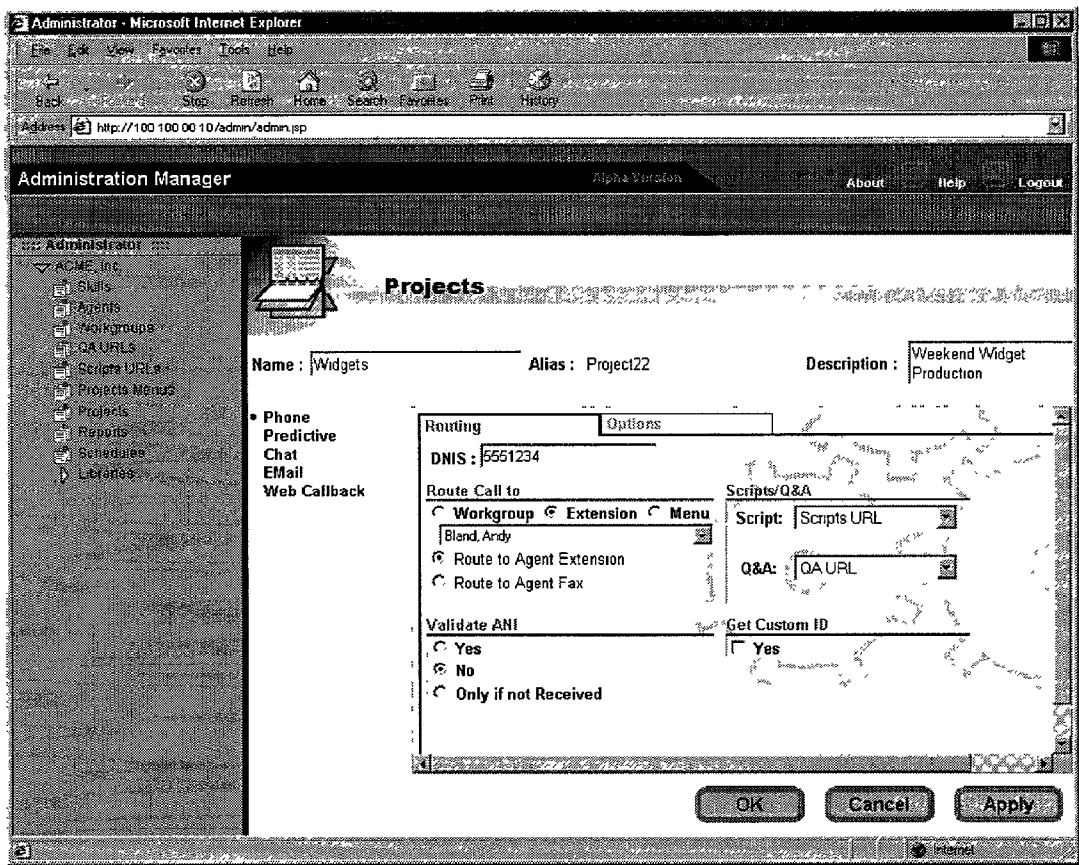 Administrator - Microsoft Internet Explorer
File Edit View Favorites Tools Help
Back Stop Refresh Home Search Favorites Print History
Address http://100 100 00 10/admin/admin.jsp
Administration Manager Alpha Version About Help Logout
Administrator
ACME, Inc.
Skills
Agents
Workgroups
QA URLs
Scripts URLs
Projects Menus
Projects
Reports
Schedules
Libraries
Projects
Name : Widgets Alias : Project22 Description : Weekend Widget
Production
Phone
Predictive
Chat
EMail
Web Callback
Routing Options
DNIS : 5551234
Route Call to
Workgroup Extension Menu
Bland, Andy
Route to Agent Extension
Route to Agent Fax
Scripts/Q&A
Script: Scripts URL
Q&A: QA URL
Validate ANI
Yes
No
Only if not Received
Get Custom ID
Yes
OK Cancel Apply
Internet